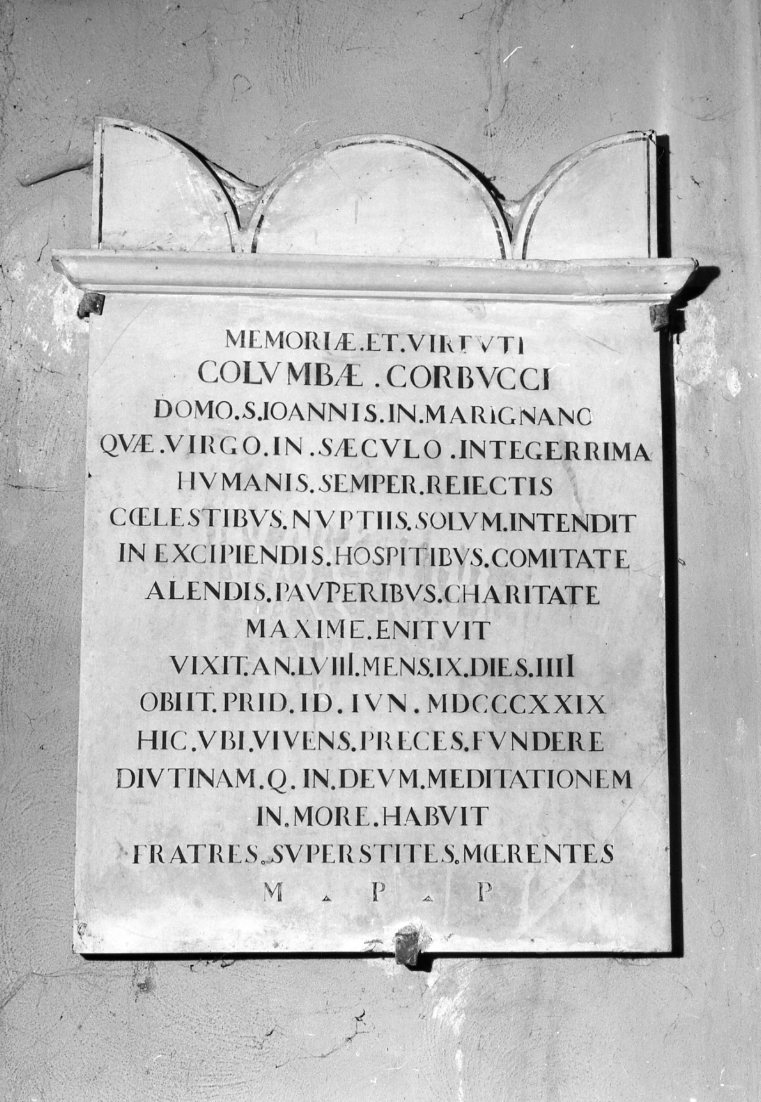 MEMORIÆ.ET.VIRTUTI
COLVMBÆ.CORBVCCI
DOMO.S.IOANNIS.IN.MARIGNANO
QVÆ.VIRGO.IN.SÆCVLO.INTEGERRIMA
HVMANIS.SEMPER.REIECTIS
CŒLESTIBVS.NVPTIIS.SOLVM.INTENDIT
IN EXCIPIENDIS.HOSPITIBVS.COMITATE
ALENDIS.PAVPERIBVS.CHARITATE
MAXIME.ENITVIT
VIXIT.AN.LVIII.MENS.IX.DIES.IIII
OBIIT.PRID.ID.IVN.MDCCCXXIX
HIC.VBI.VIVENS.PRECES.FVNDERE
DIVTINAM.Q.IN.DEVM.MEDITATIONEM
IN.MORE.HABVIT
FRATRES.SVPERSTITES.MŒRENTES
M.P.P